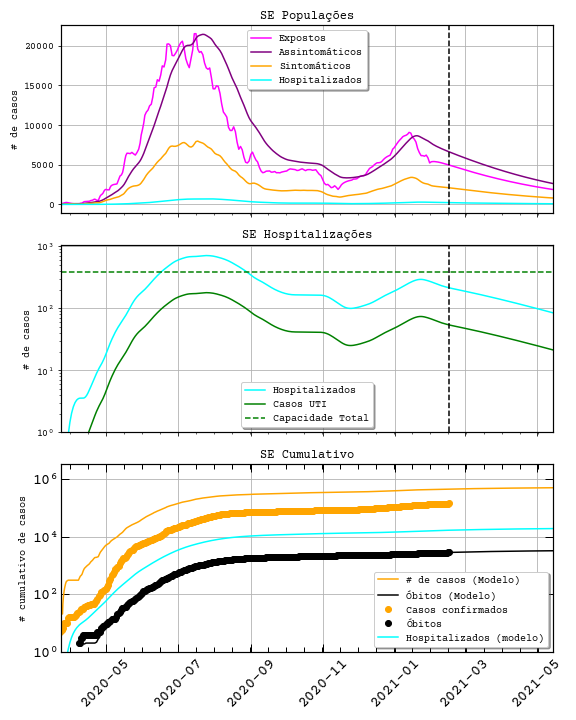 SE Populações
# de casos
20000
15000
10000
5000
0
Expostos
Assintomáticos
Sintomáticos
Hospitalizados
SE Hospitalizações
# de casos
10³
10²
10¹
10⁰
Hospitalizados
Casos UTI
Capacidade Total
SE Cumulativo
# cumulativo de casos
10⁶
10⁴
10²
10⁰
# de casos (Modelo)
Óbitos (Modelo)
Casos confirmados
Óbitos
Hospitalizados (modelo)
2020-05
2020-07
2020-09
2020-11
2021-01
2021-03
2021-05